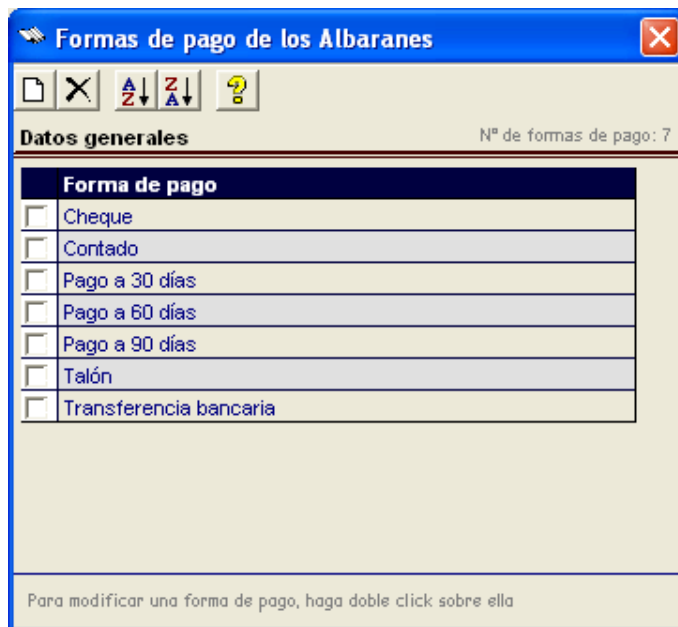 Formas de pago de los Albaranes
Datos generales
Nº de formas de pago: 7
Forma de pago
Cheque
Contado
Pago a 30 días
Pago a 60 días
Pago a 90 días
Talón
Transferencia bancaria
Para modificar una forma de pago, haga doble click sobre ella